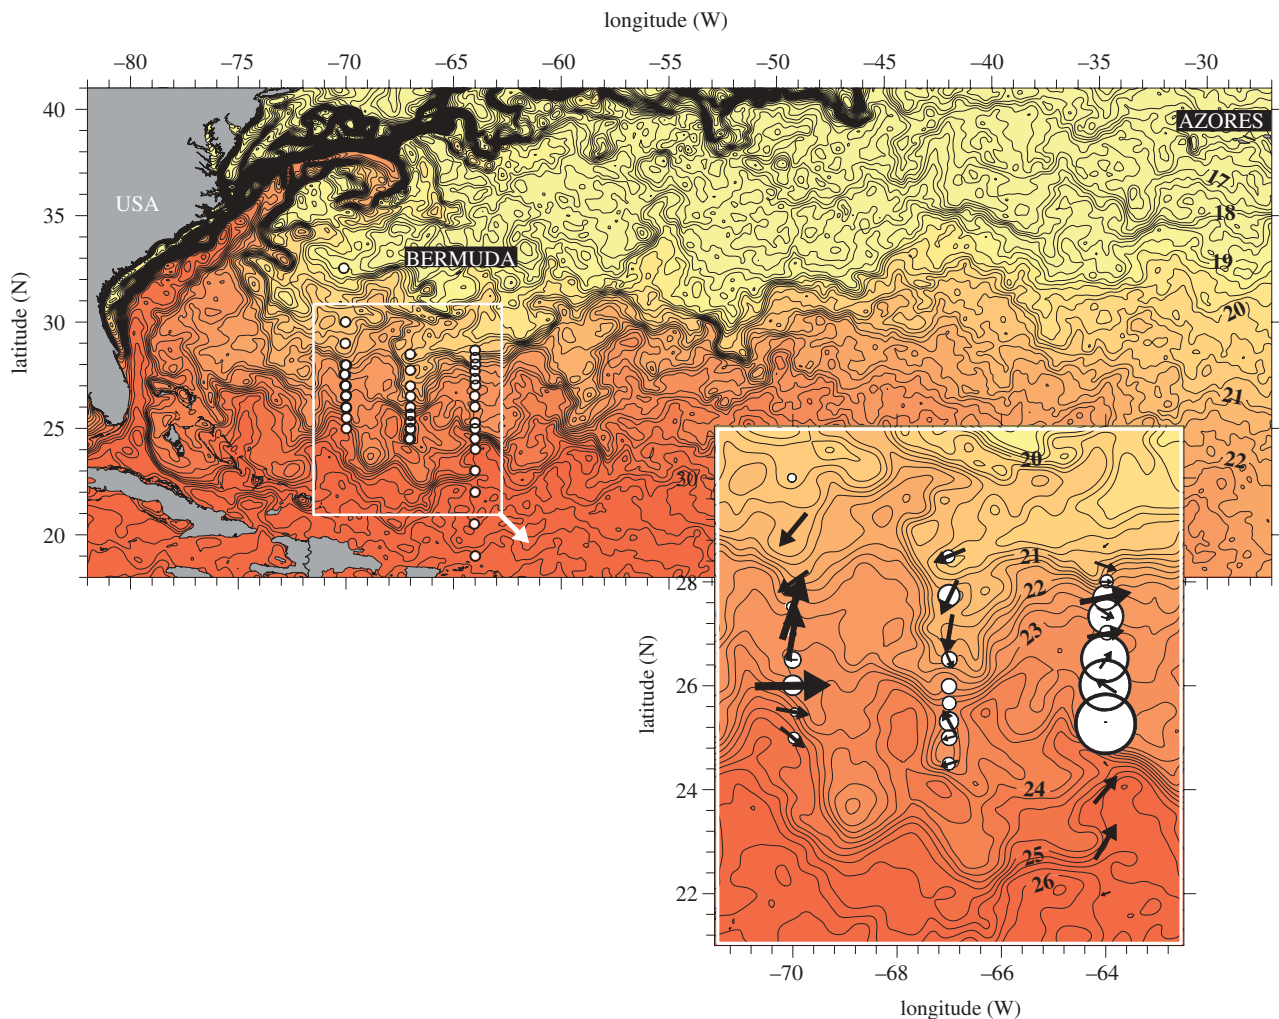 longitude (W)
–80 –75 –70 –65 –60 –55 –50 –45 –40 –35 –30
latitude (N)
40
35
30
25
20
USA
BERMUDA
AZORES
17
18
19
20
21
22
30
latitude (N)
28
26
24
22
20
21
22
23
24
25
26
–70 –68 –66 –64
longitude (W)